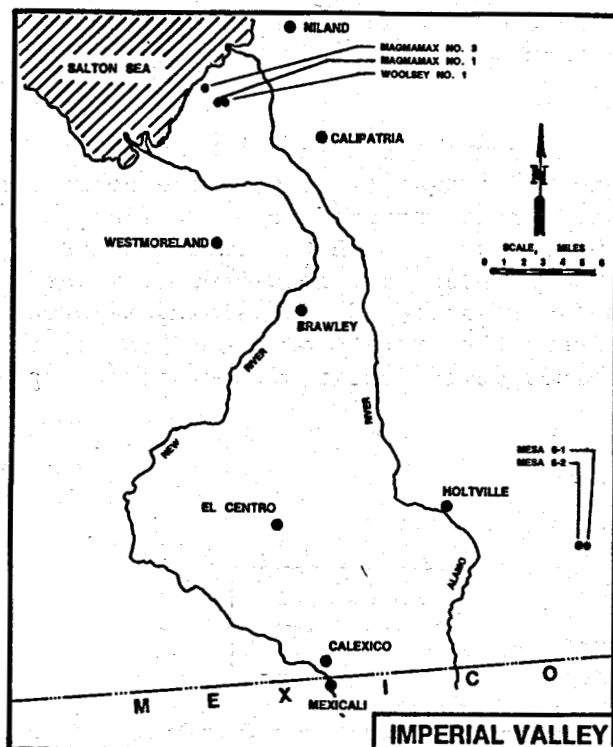 NILAND
MAGMAMAX NO. 3
MAGMAMAX NO. 1
WOOLSEY NO. 1
SALTON SEA
CALIPATRIA
N
SCALE, MILES
0 1 2 3 4 5 6
WESTMORELAND
BRAWLEY
RIVER
RIVER
NEW
MESA 6-1
MESA 6-2
HOLTVILLE
EL CENTRO
ALAMO
CALEXICO
MEXICO
MEXICALI
IMPERIAL VALLEY